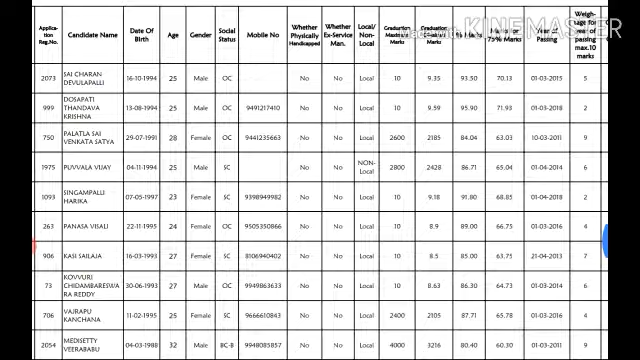 Applica-
tion
Reg.No.
Candidate Name
Date Of
Birth
Age
Gender
Social
Status
Mobile No
Whether
Physically
Handicapped
Whether
Ex-Service
Man.
Local/
Non-
Local
Graduation
Marks
Graduation
Marks
% Marks
75% Marks
Year of
Passing
Weigh-
tage for
year of
passing
max.10
marks
Made with KINEMASTER
2073 SAI CHARAN DEVULAPALLI 16-10-1994 25 Male OC No No Local 10 9.35 93.50 70.13 01-03-2015 5
999 DOSAPATI THANDAVA KRISHNA 13-08-1994 25 Male OC 9491217410 No No Local 10 9.59 95.90 71.93 01-03-2018 2
750 PALATLA SAI VENKATA SATYA 29-07-1991 28 Female OC 9441235663 No No Local 2600 2185 84.04 63.03 10-03-2011 9
1975 PUVVALA VIJAY 04-11-1994 25 Male SC No No NON-Local 2800 2428 86.71 65.04 01-04-2014 6
1093 SINGAMPALLI HARIKA 07-05-1997 23 Female SC 9398949982 No No Local 10 9.18 91.80 68.85 01-04-2018 2
263 PANASA VISALI 22-11-1995 24 Female OC 9505350866 No No Local 10 8.9 89.00 66.75 01-03-2016 4
906 KASI SAILAJA 16-03-1993 27 Female SC 8106940402 No No Local 10 8.5 85.00 63.75 21-04-2013 7
73 KOVVURI CHIDAMBARESWA RA REDDY 30-06-1993 27 Male OC 9949863633 No No Local 10 8.63 86.30 64.73 01-03-2014 6
706 VAJRAPU KANCHANA 11-02-1995 25 Female SC 9666610843 No No Local 2400 2105 87.71 65.78 01-03-2016 4
2054 MEDISETTY VEERABABU 04-03-1988 32 Male BC-B 9948085857 No No Local 4000 3216 80.40 60.30 01-03-2011 9